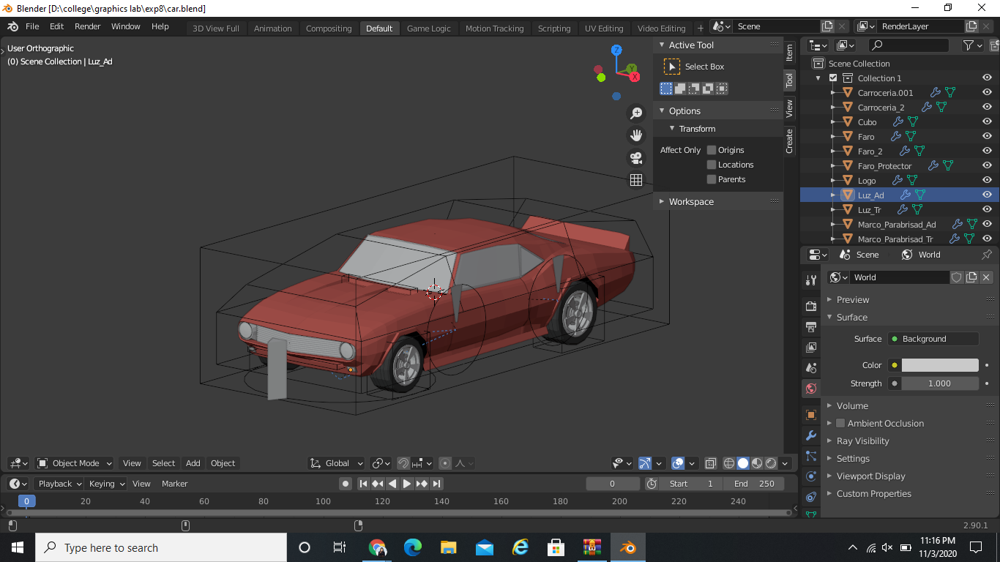 Blender [D:\college\graphics lab\exp8\car.blend]
File Edit Render Window Help
3D View Full Animation Compositing Default Game Logic Motion Tracking Scripting UV Editing Video Editing +
Scene
RenderLayer
User Orthographic
(0) Scene Collection | Luz_Ad
Z
Y
X
Active Tool
Select Box
Options
Transform
Affect Only Origins
Locations
Parents
Workspace
Item
Tool
View
Create
Scene Collection
Collection 1
Carroceria.001
Carroceria_2
Cubo
Faro
Faro_2
Faro_Protector
Logo
Luz_Ad
Luz_Tr
Marco_Parabrisad_Ad
Marco_Parabrisad_Tr
Scene World
World
Preview
Surface
Surface Background
Color
Strength 1.000
Volume
Ambient Occlusion
Ray Visibility
Settings
Viewport Display
Custom Properties
Object Mode View Select Add Object Global
Playback Keying View Marker 0 Start 1 End 250
0 20 40 60 80 100 120 140 160 180 200 220 240
2.90.1
Type here to search
11:16 PM
11/3/2020